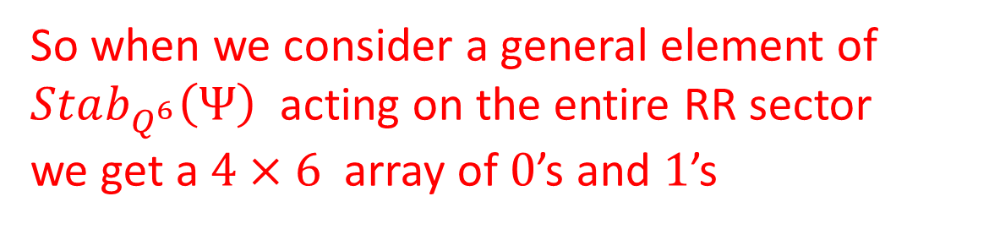 So when we consider a general element of
$Stab_{Q^6}(\Psi)$ acting on the entire RR sector
we get a 4 × 6 array of 0’s and 1’s